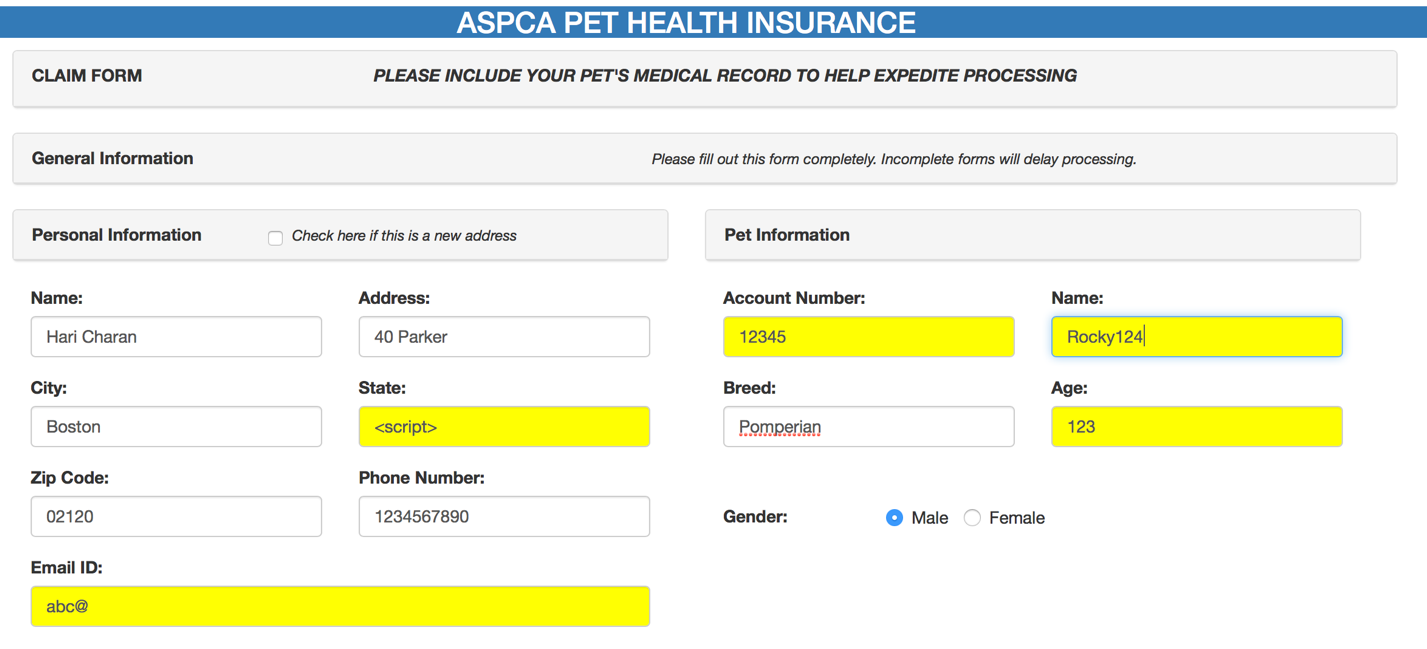 ASPCA PET HEALTH INSURANCE
CLAIM FORM PLEASE INCLUDE YOUR PET'S MEDICAL RECORD TO HELP EXPEDITE PROCESSING
General Information Please fill out this form completely. Incomplete forms will delay processing.
Personal Information Check here if this is a new address
Name: Address:
Hari Charan 40 Parker
City: State:
Boston <script>
Zip Code: Phone Number:
02120 1234567890
Email ID:
abc@
Pet Information
Account Number: Name:
12345 Rocky124
Breed: Age:
Pomperian 123
Gender: Male Female